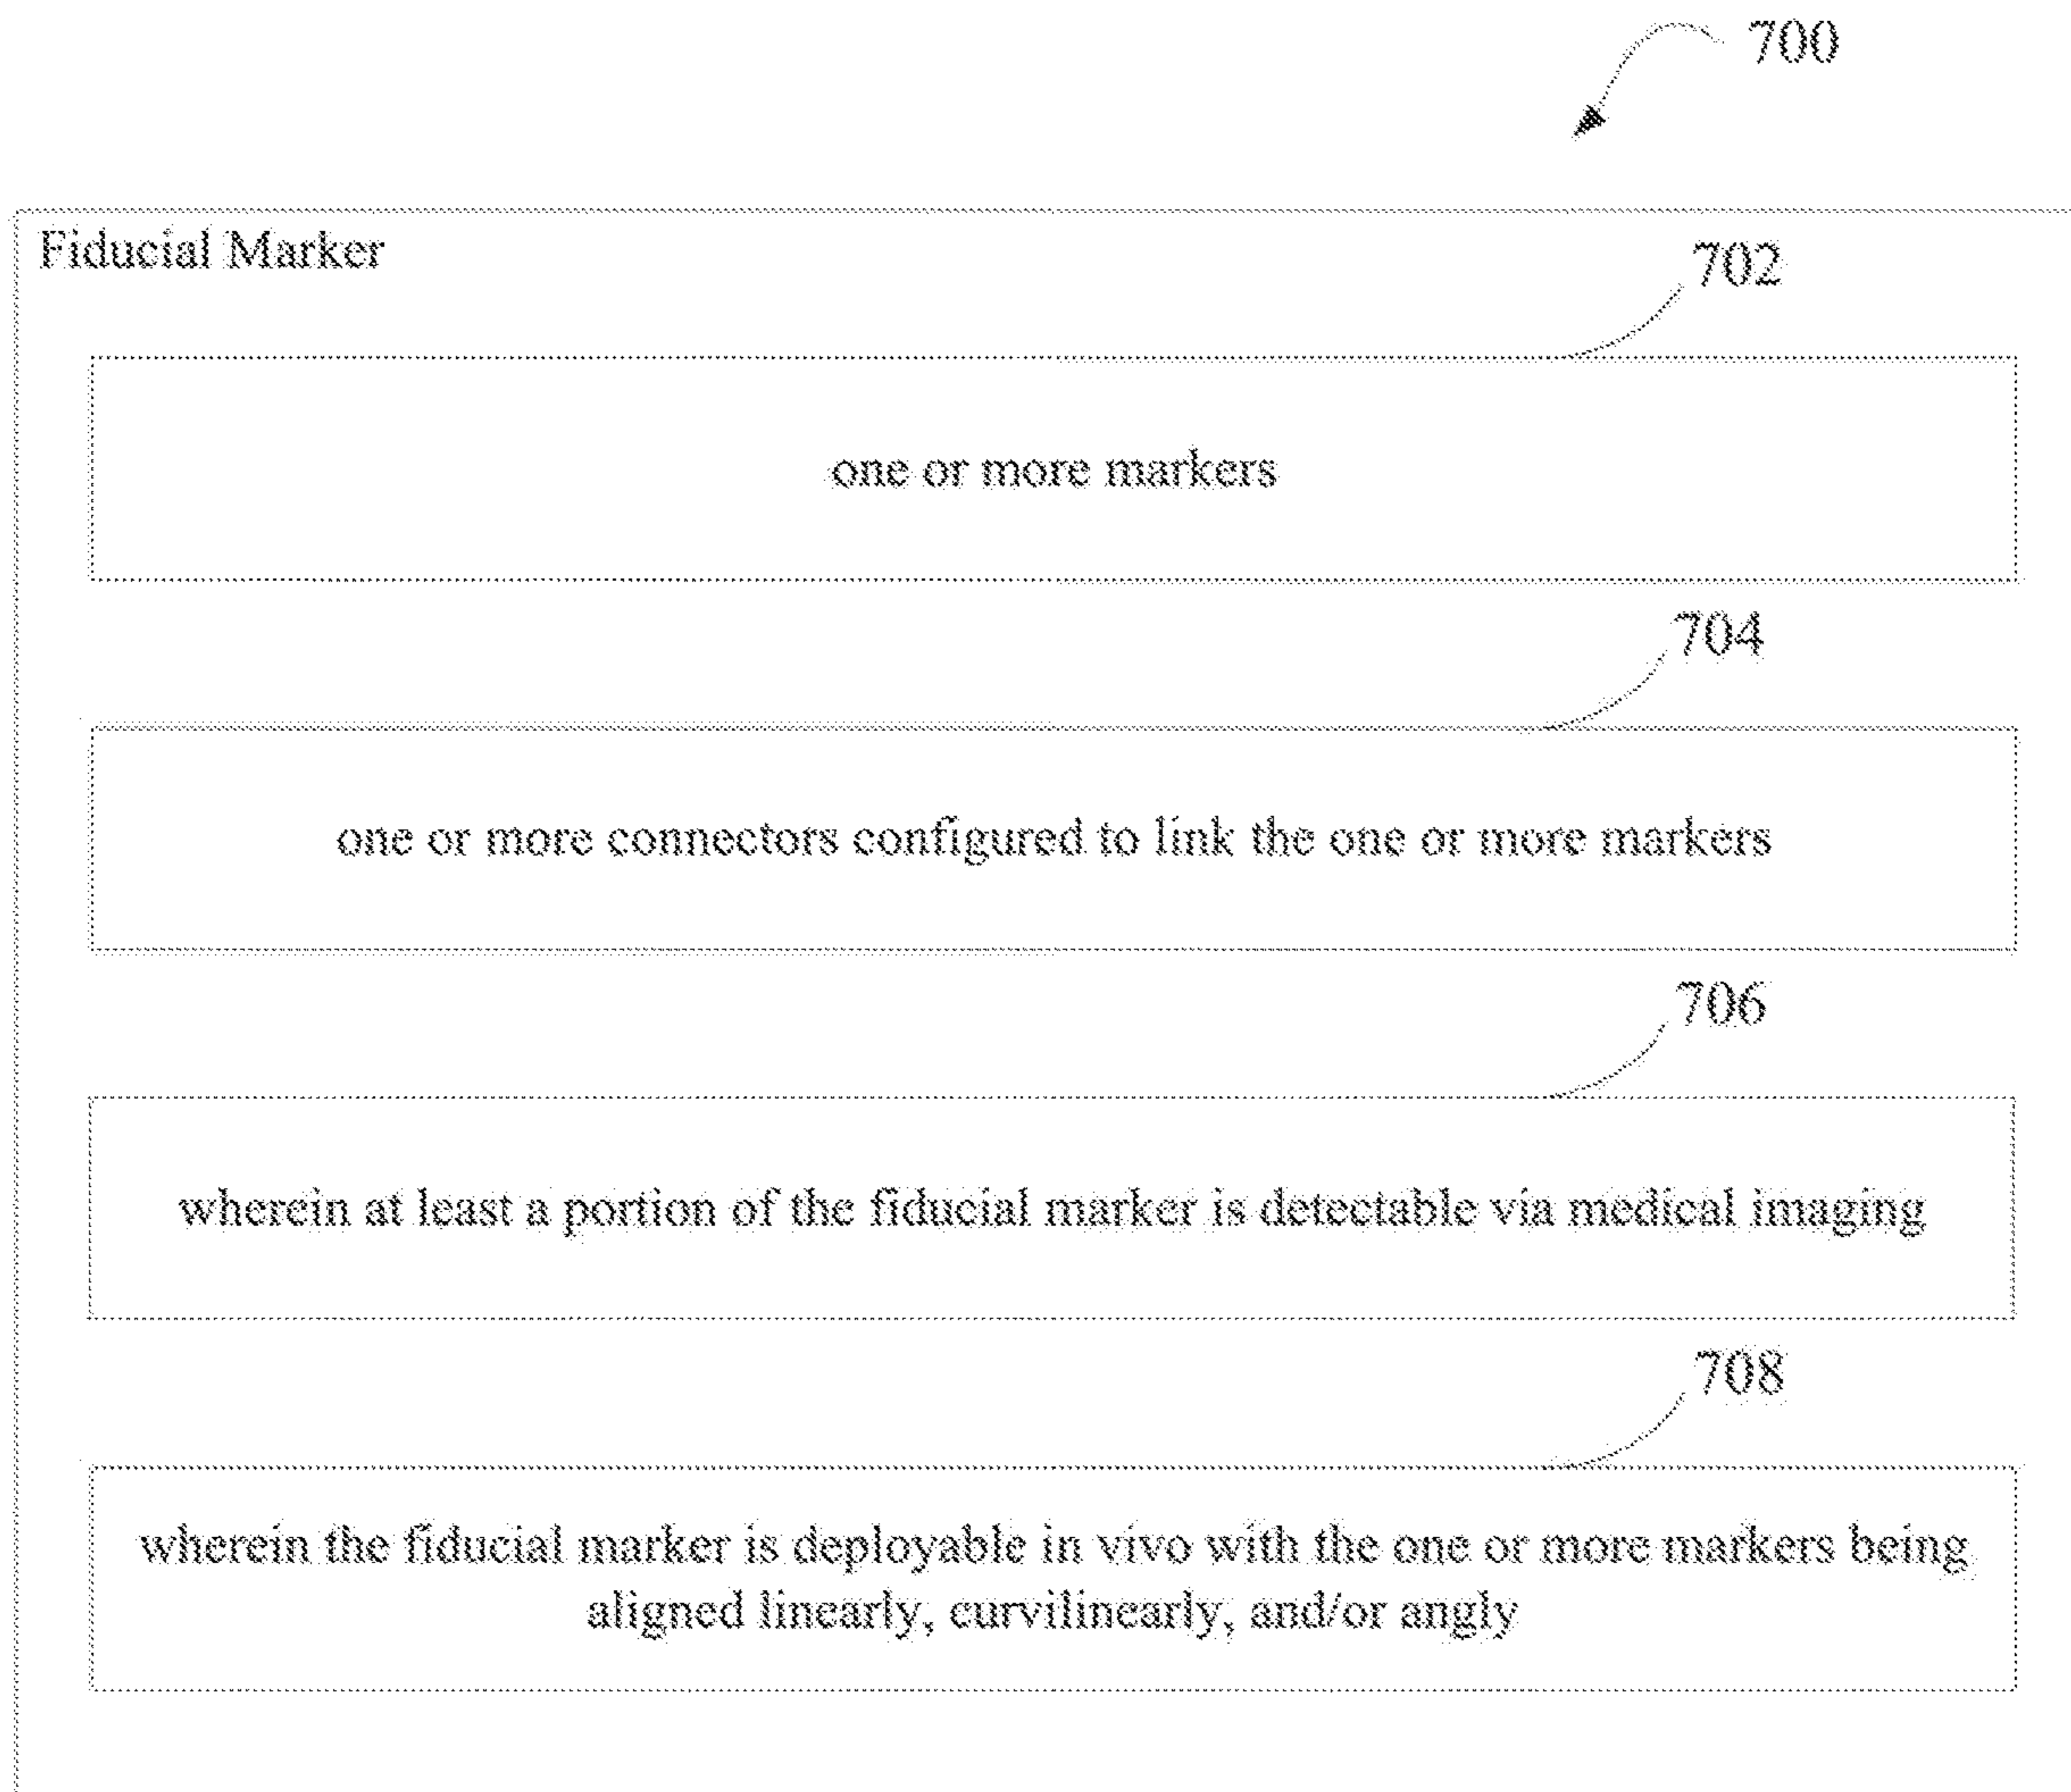 700
Fiducial Marker
702
one or more markers
704
one or more connectors configured to link the one or more markers
706
wherein at least a portion of the fiducial marker is detectable via medical imaging
708
wherein the fiducial marker is deployable in vivo with the one or more markers being
aligned linearly, curvilinearly, and/or angly